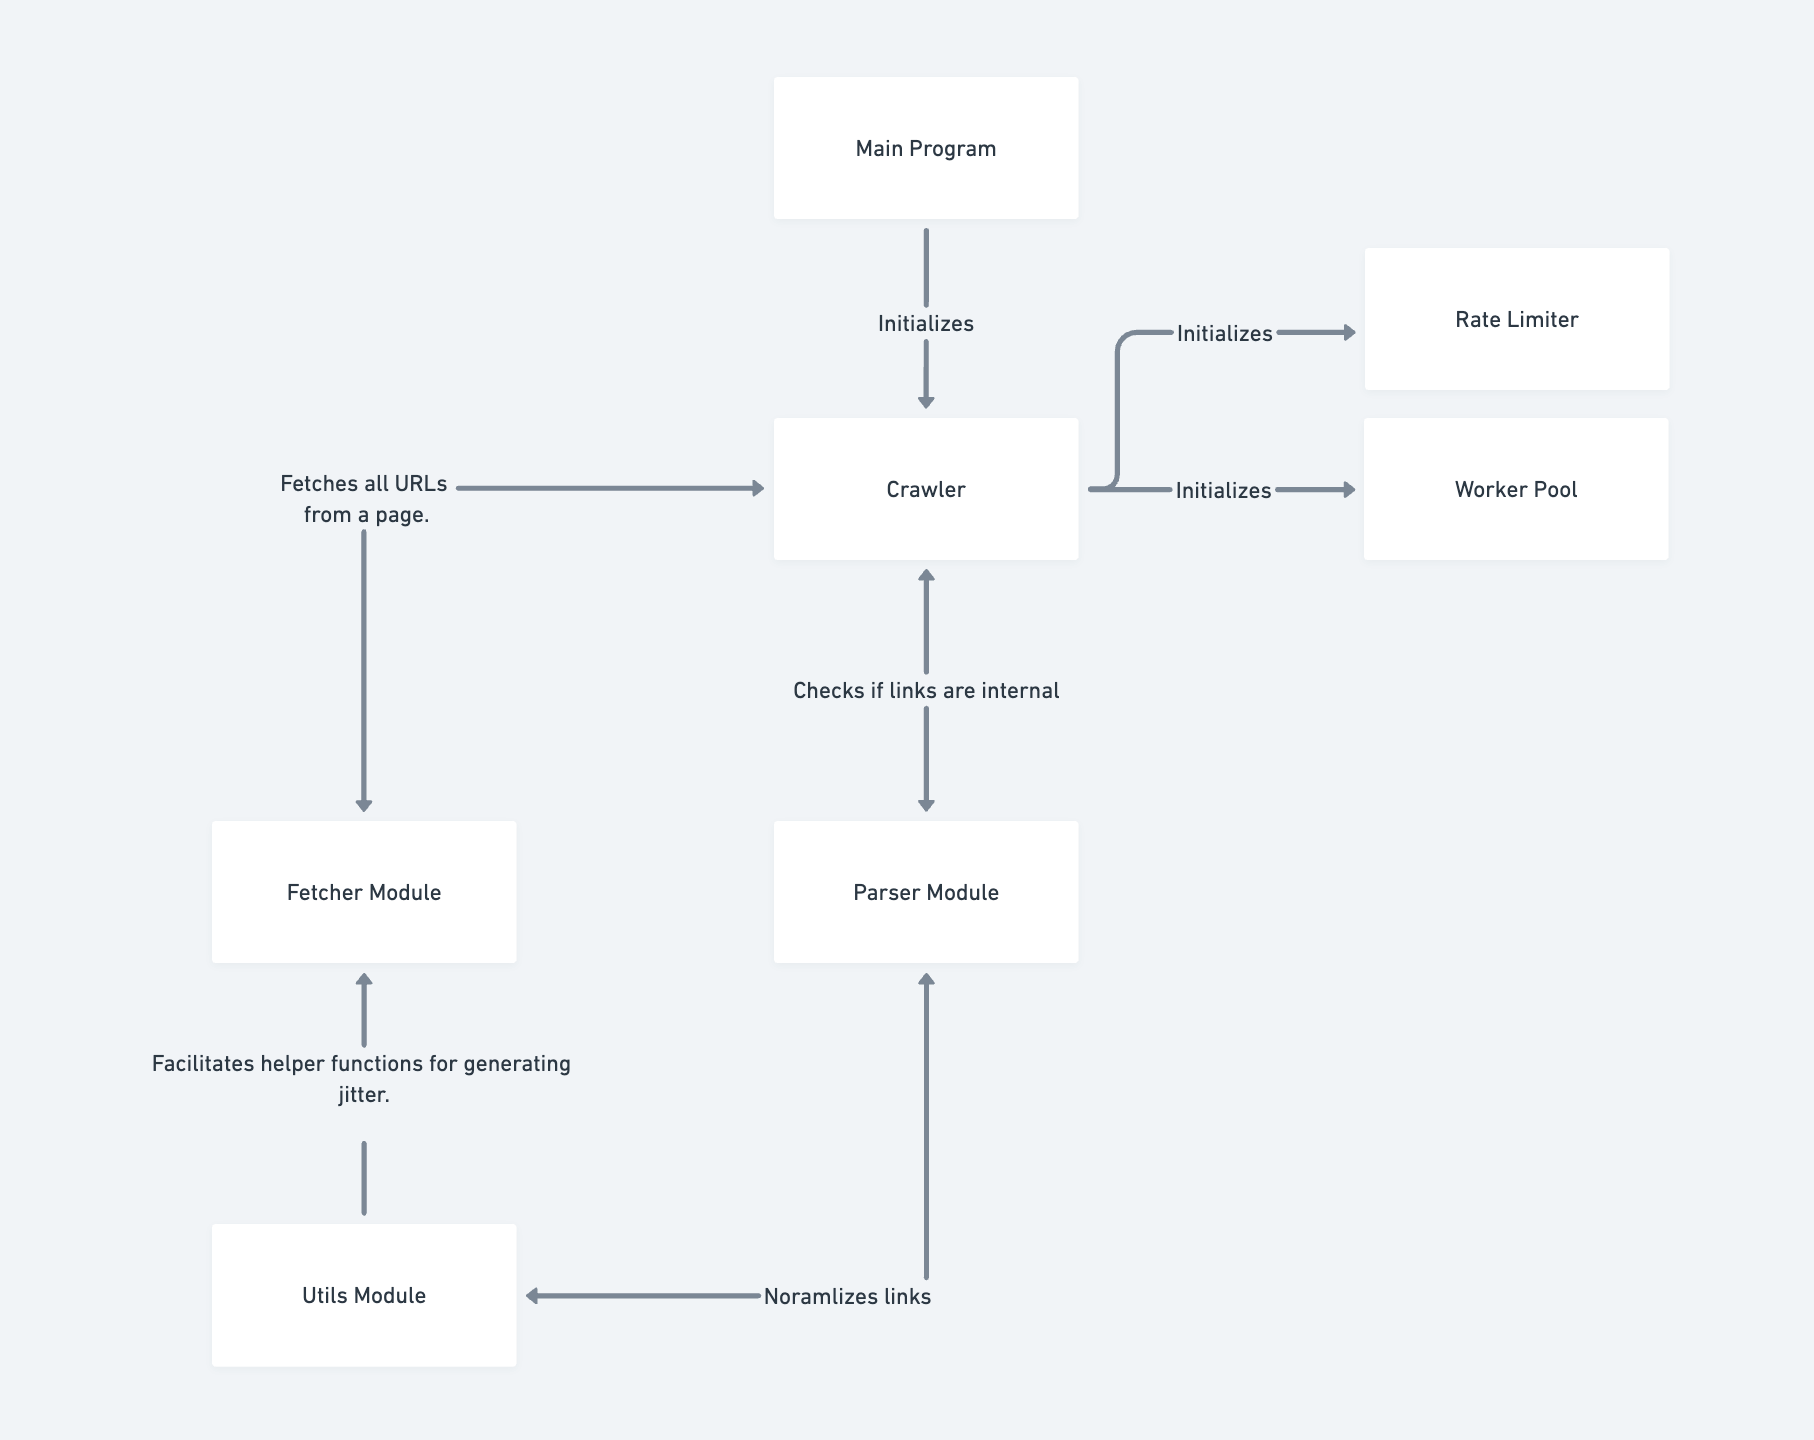 Main Program
Initializes
Rate Limiter
Initializes
Fetches all URLs
from a page.
Crawler
Initializes
Worker Pool
Checks if links are internal
Fetcher Module
Parser Module
Facilitates helper functions for generating
jitter.
Utils Module
Noramlizes links